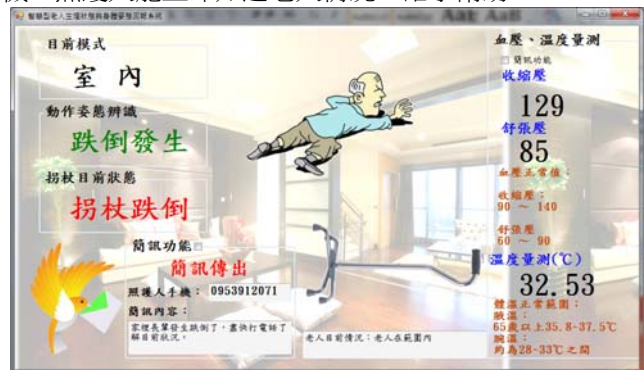 智慧型老人生理狀態與身體姿態監測系統
目前模式
室 內
動作姿態辨識
跌倒發生
拐杖目前狀態
拐杖跌倒
簡訊功能
簡訊傳出
照護人手機： 0953912071
簡訊內容：
家裡長輩發生跌倒了，盡快打電話了
解目前狀況。
老人目前情況：老人在範圍內
血壓、溫度量測
簡訊功能
收縮壓
129
舒張壓
85
血壓正常值：
收縮壓：
90 ～ 140
舒張壓：
60 ～ 90
溫度量測(℃)
32.53
體溫正常範圍：
腋溫：
65歲以上35.8-37.5℃
腕溫：
約為28-33℃之間